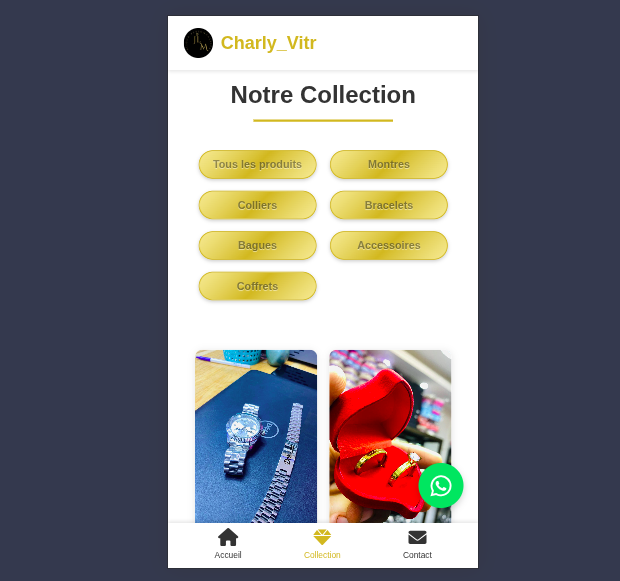 Charly_Vitr
Notre Collection
Tous les produits
Montres
Colliers
Bracelets
Bagues
Accessoires
Coffrets
Accueil
Collection
Contact